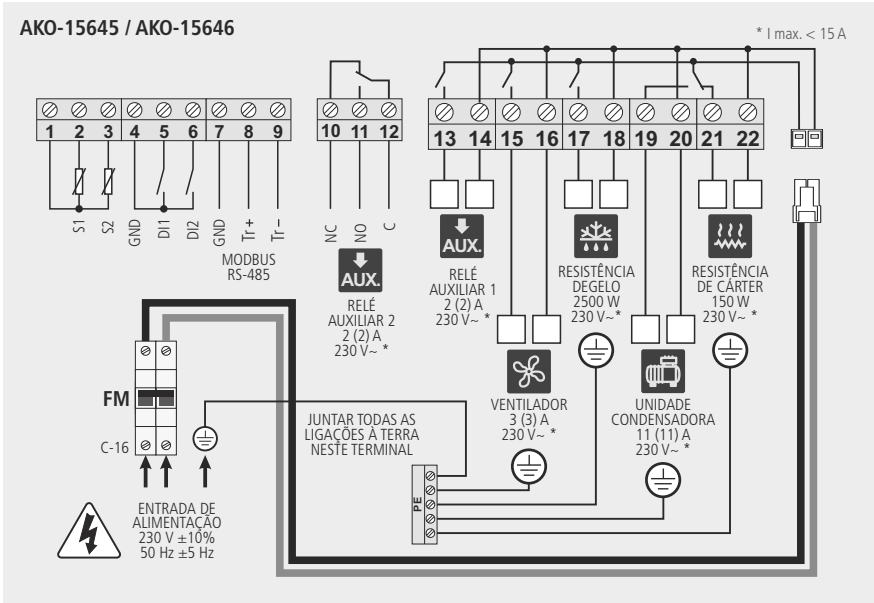 AKO-15645 / AKO-15646
* I max. < 15 A
1 2 3 4 5 6 7 8 9
10 11 12
13 14 15 16 17 18 19 20 21 22
S1
S2
GND
DI1
DI2
GND
Tr+
Tr−
MODBUS
RS-485
NC
NO
C
AUX.
RELÉ
AUXILIAR 2
2 (2) A
230 V~ *
AUX.
RELÉ
AUXILIAR 1
2 (2) A
230 V~ *
RESISTÊNCIA
DEGELO
2500 W
230 V~*
RESISTÊNCIA
DE CÁRTER
150 W
230 V~ *
VENTILADOR
3 (3) A
230 V~ *
UNIDADE
CONDENSADORA
11 (11) A
230 V~ *
FM
C-16
JUNTAR TODAS AS
LIGAÇÕES À TERRA
NESTE TERMINAL
PE
ENTRADA DE
ALIMENTAÇÃO
230 V ±10%
50 Hz ±5 Hz